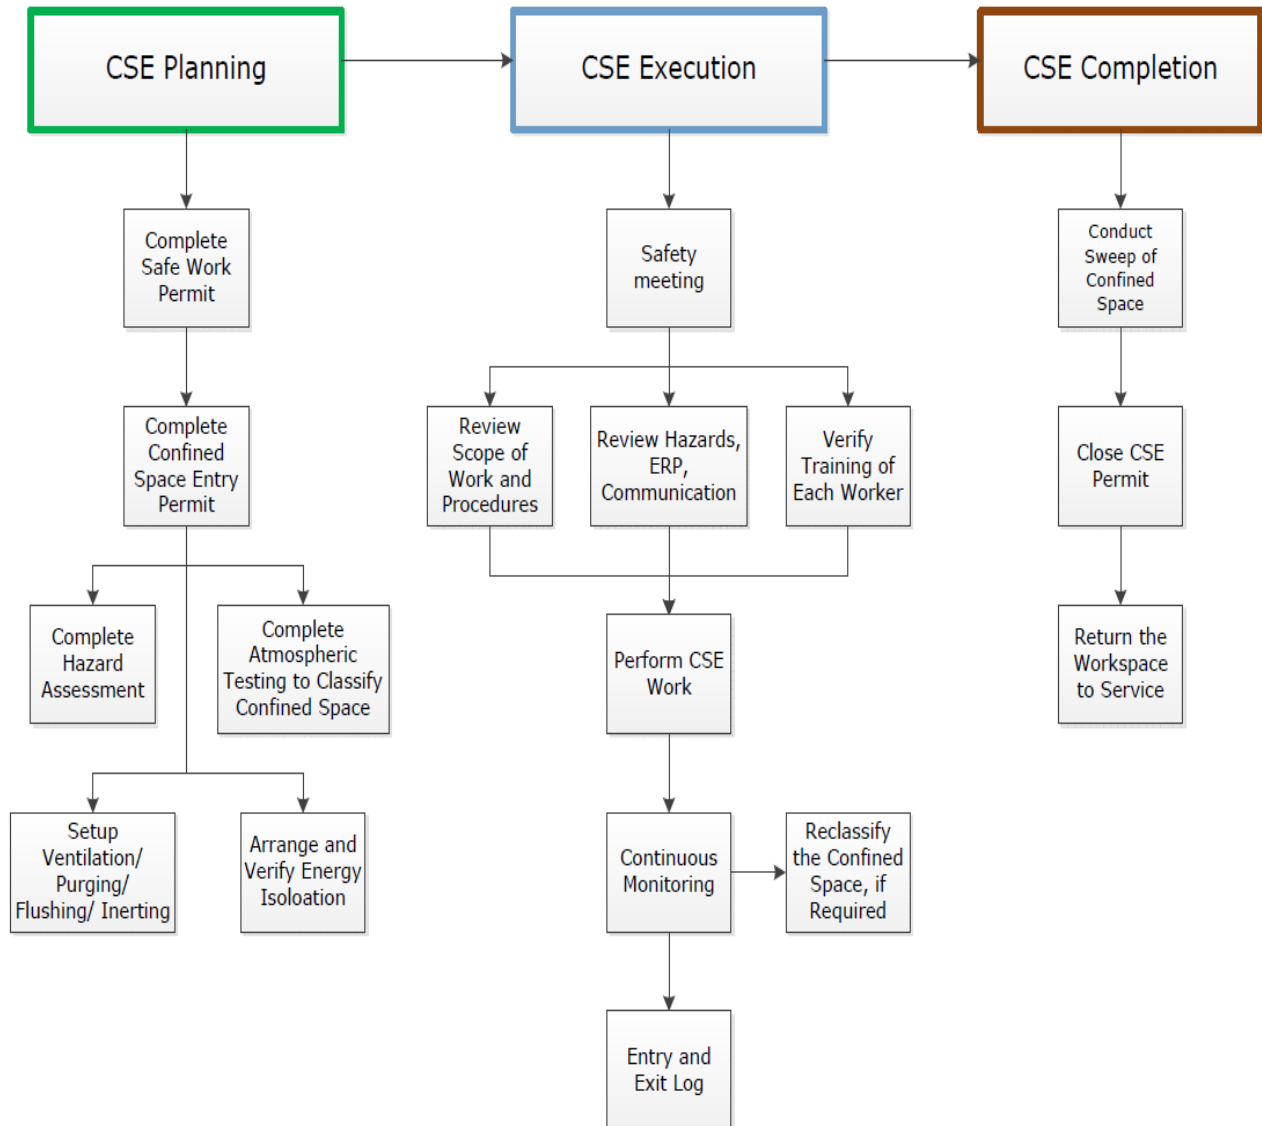 CSE Planning
CSE Execution
CSE Completion
Complete
Safe Work
Permit
Safety
meeting
Conduct
Sweep of
Confined
Space
Complete
Confined
Space Entry
Permit
Review
Scope of
Work and
Procedures
Review Hazards,
ERP,
Communication
Verify
Training of
Each Worker
Close CSE
Permit
Complete
Hazard
Assessment
Complete
Atmospheric
Testing to Classify
Confined Space
Perform CSE
Work
Return the
Workspace
to Service
Setup
Ventilation/
Purging/
Flushing/ Inerting
Arrange and
Verify Energy
Isoloation
Continuous
Monitoring
Reclassify
the Confined
Space, if
Required
Entry and
Exit Log